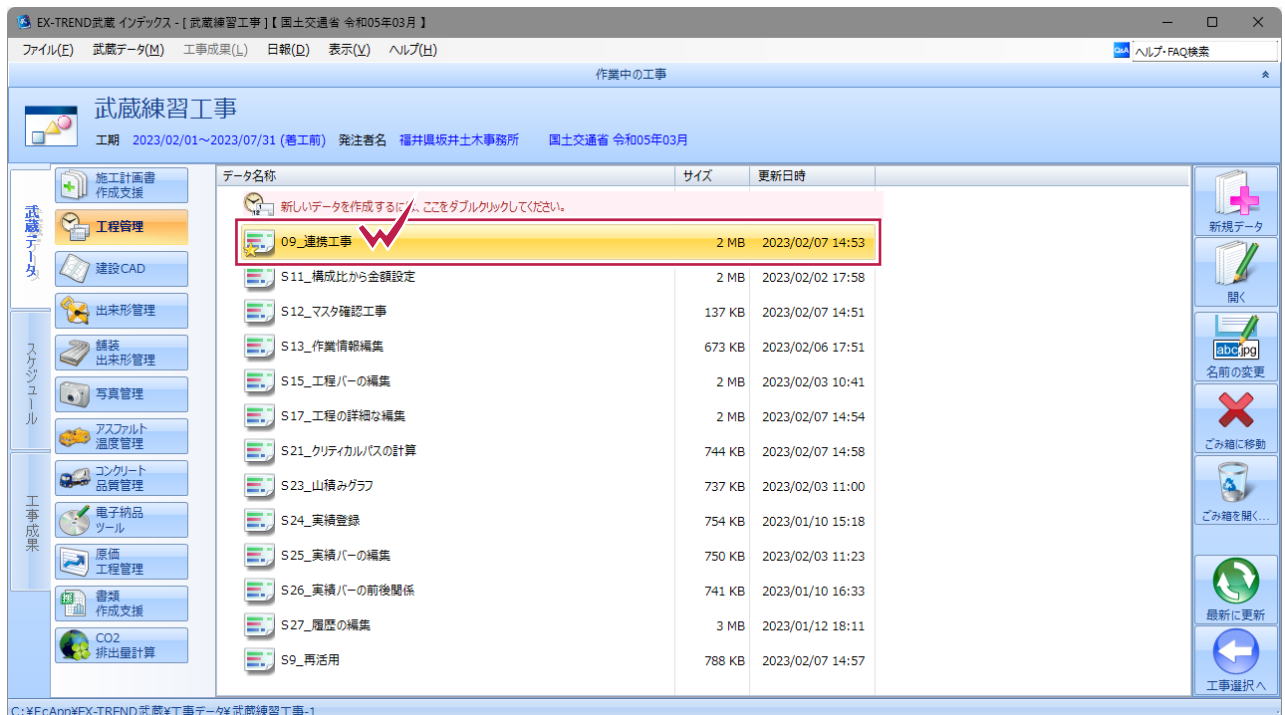 EX-TREND武蔵 インデックス - [ 武蔵練習工事 ] 【 国土交通省 令和05年03月 】
ファイル(F) 武蔵データ(M) 工事成果(L) 日報(D) 表示(V) ヘルプ(H)
Q&A ヘルプ・FAQ検索
作業中の工事
武蔵練習工事
工期 2023/02/01～2023/07/31 (着工前) 発注者名 福井県坂井土木事務所 国土交通省 令和05年03月
武蔵データ
スケジュール
工事成果
施工計画書
作成支援
工程管理
建設CAD
出来形管理
舗装
出来形管理
写真管理
アスファルト
温度管理
コンクリート
品質管理
電子納品
ツール
原価
工程管理
書類
作成支援
CO2
排出量計算
データ名称 サイズ 更新日時
新しいデータを作成するには、ここをダブルクリックしてください。
09_連携工事 2 MB 2023/02/07 14:53
S11_構成比から金額設定 2 MB 2023/02/02 17:58
S12_マスタ確認工事 137 KB 2023/02/07 14:51
S13_作業情報編集 673 KB 2023/02/06 17:51
S15_工程バーの編集 2 MB 2023/02/03 10:41
S17_工程の詳細な編集 2 MB 2023/02/07 14:54
S21_クリティカルパスの計算 744 KB 2023/02/07 14:58
S23_山積みグラフ 737 KB 2023/02/03 11:00
S24_実績登録 754 KB 2023/01/10 15:18
S25_実績バーの編集 750 KB 2023/02/03 11:23
S26_実績バーの前後関係 741 KB 2023/01/10 16:33
S27_履歴の編集 3 MB 2023/01/12 18:11
S9_再活用 788 KB 2023/02/07 14:57
新規データ
開く
abc.jpg
名前の変更
ごみ箱に移動
ごみ箱を開く...
最新に更新
工事選択へ
C:¥EcApp¥EX-TREND武蔵¥工事データ¥武蔵練習工事-1